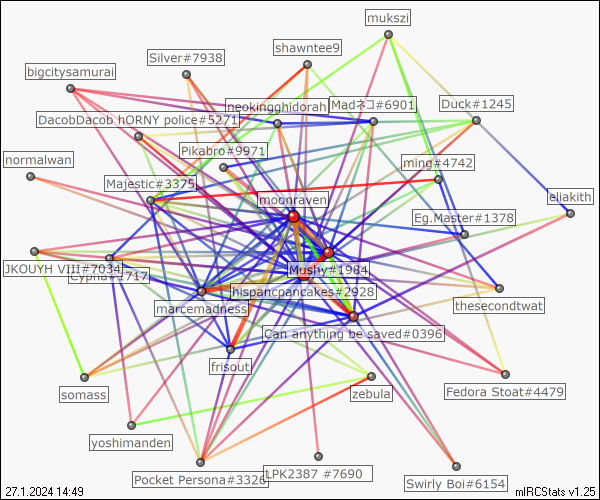 mukszi
shawntee9
Silver#7938
bigcitysamurai
neokingghidorah
Madネコ#6901
Duck#1245
DacobDacob hORNY police#5271
Pikabro#9971
normalwan
ming#4742
Majestic#3375
moonraven
eliakith
Eg.Master#1378
JKOUYH VIII#7034
Cypha#1717
Mushy#1984
hispancpancakes#2928
marcemadness
thesecondtwat
Can anything be saved#0396
frisout
somass
zebula
Fedora Stoat#4479
yoshimanden
Pocket Persona#3326
LPK2387 #7690
Swirly Boi#6154
27.1.2024 14:49
mIRCStats v1.25